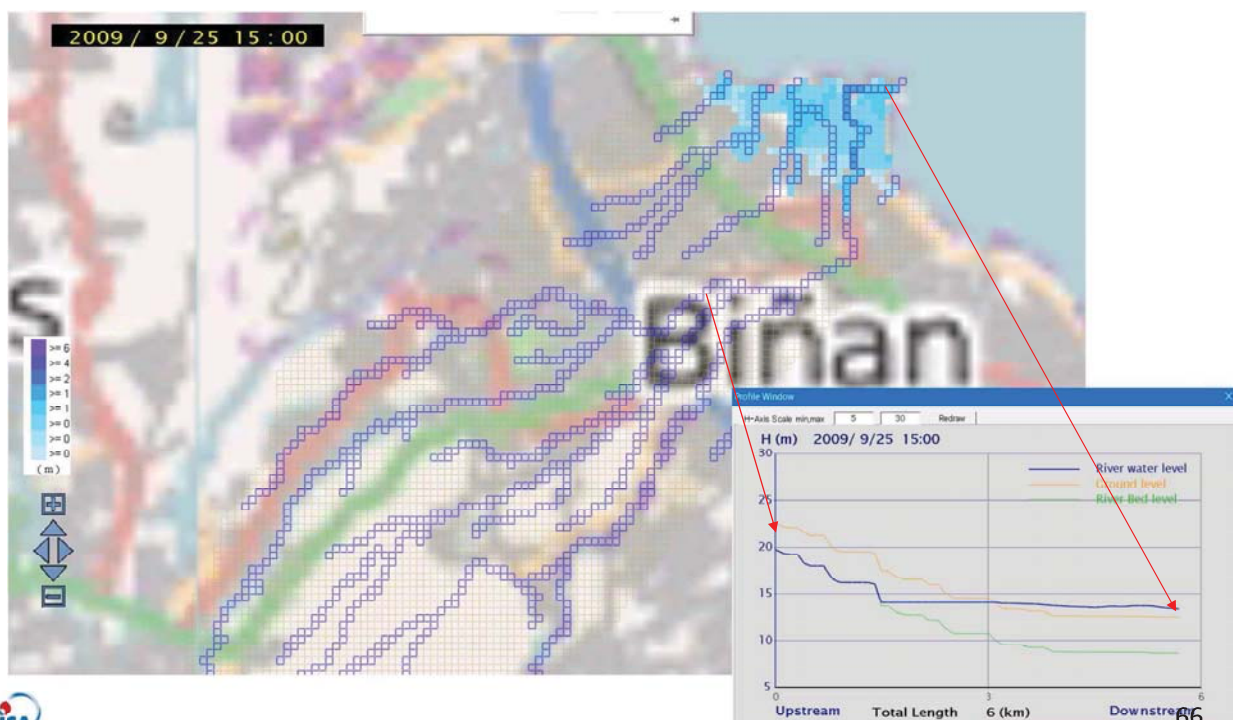 2009/ 9/25 15:00
Biñan
s
>= 6
>= 4
>= 2
>= 1
>= 1
>= 0
>= 0
>= 0
(m)
Profile Window
X
H-Axis Scale min,max 5 30 Redraw
H (m) 2009/ 9/25 15:00
River water level
Ground level
River Bed level
30
25
20
15
10
5
0 3 6
Upstream Total Length 6 (km) Downstream
66